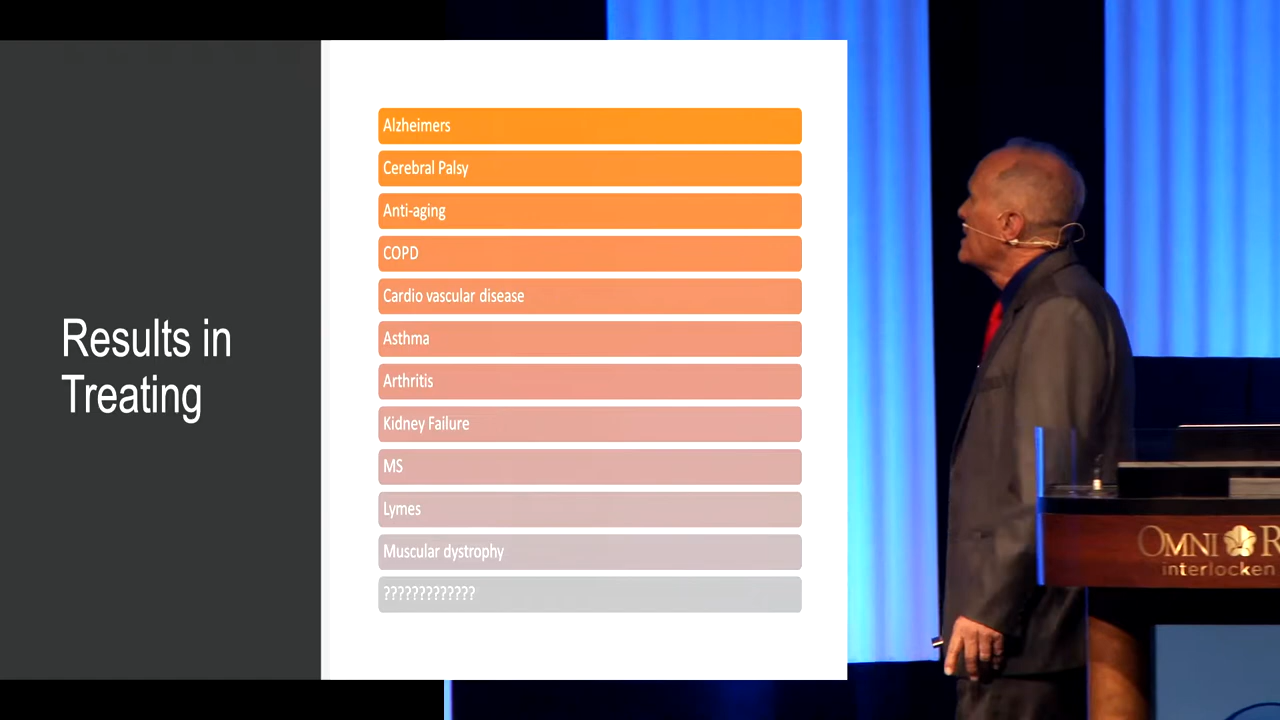 Results in
Treating
Alzheimers
Cerebral Palsy
Anti-aging
COPD
Cardio vascular disease
Asthma
Arthritis
Kidney Failure
MS
Lymes
Muscular dystrophy
?????????????
OMNI R
interlocken